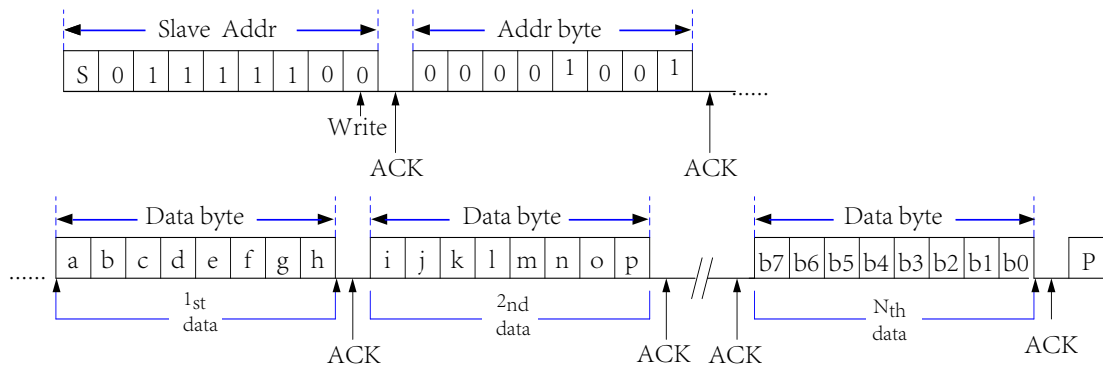 Slave Addr Addr byte
S 0 1 1 1 1 1 0 0 0 0 0 0 1 0 0 1
......
Write
ACK ACK
Data byte Data byte Data byte
...... a b c d e f g h i j k l m n o p b7 b6 b5 b4 b3 b2 b1 b0 P
1st 2nd Nth
data data data
ACK ACK ACK ACK